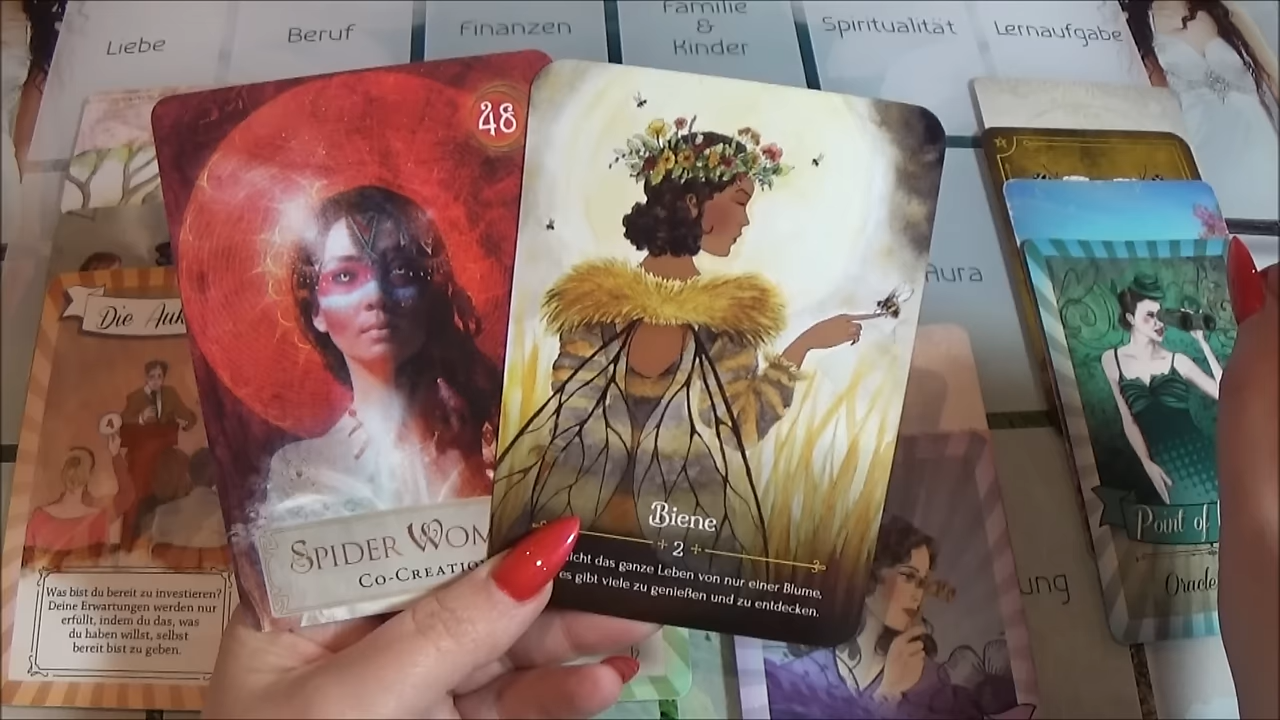 Liebe
Beruf
Finanzen
Familie
&
Kinder
Spiritualität
Lernaufgabe
Aura
48
Spider Wom
Co-Creation
Biene
2
nicht das ganze Leben von nur einer Blume,
es gibt viele zu genießen und zu entdecken.
Die Auk
4
Was bist du bereit zu investieren?
Deine Erwartungen werden nur
erfüllt, indem du das, was
du haben willst, selbst
bereit bist zu geben.
Point of
Oracle
ung